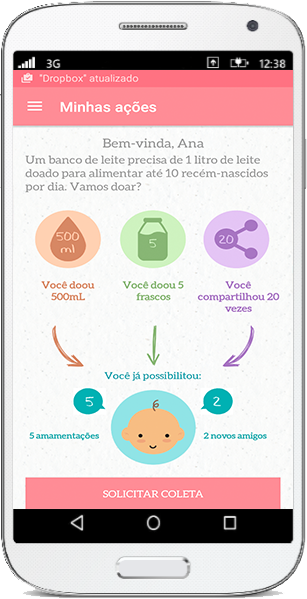 3G 12:38
"Dropbox" atualizado
Minhas ações
Bem-vinda, Ana
Um banco de leite precisa de 1 litro de leite
doado para alimentar até 10 recém-nascidos
por dia. Vamos doar?
500
ml
5
20
Você doou
500mL
Você doou 5
frascos
Você
compartilhou 20
vezes
Você já possibilitou:
5
2
5 amamentações
2 novos amigos
SOLICITAR COLETA